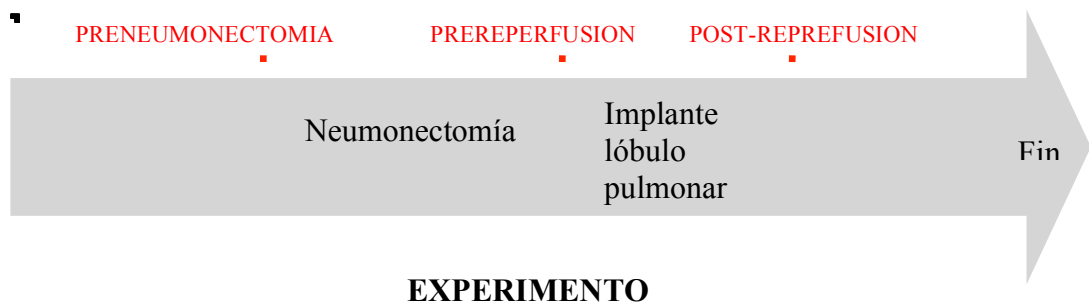 PRENEUMONECTOMIA PREREPERFUSION POST-REPREFUSION
Neumonectomía
Implante
lóbulo
pulmonar
Fin
EXPERIMENTO